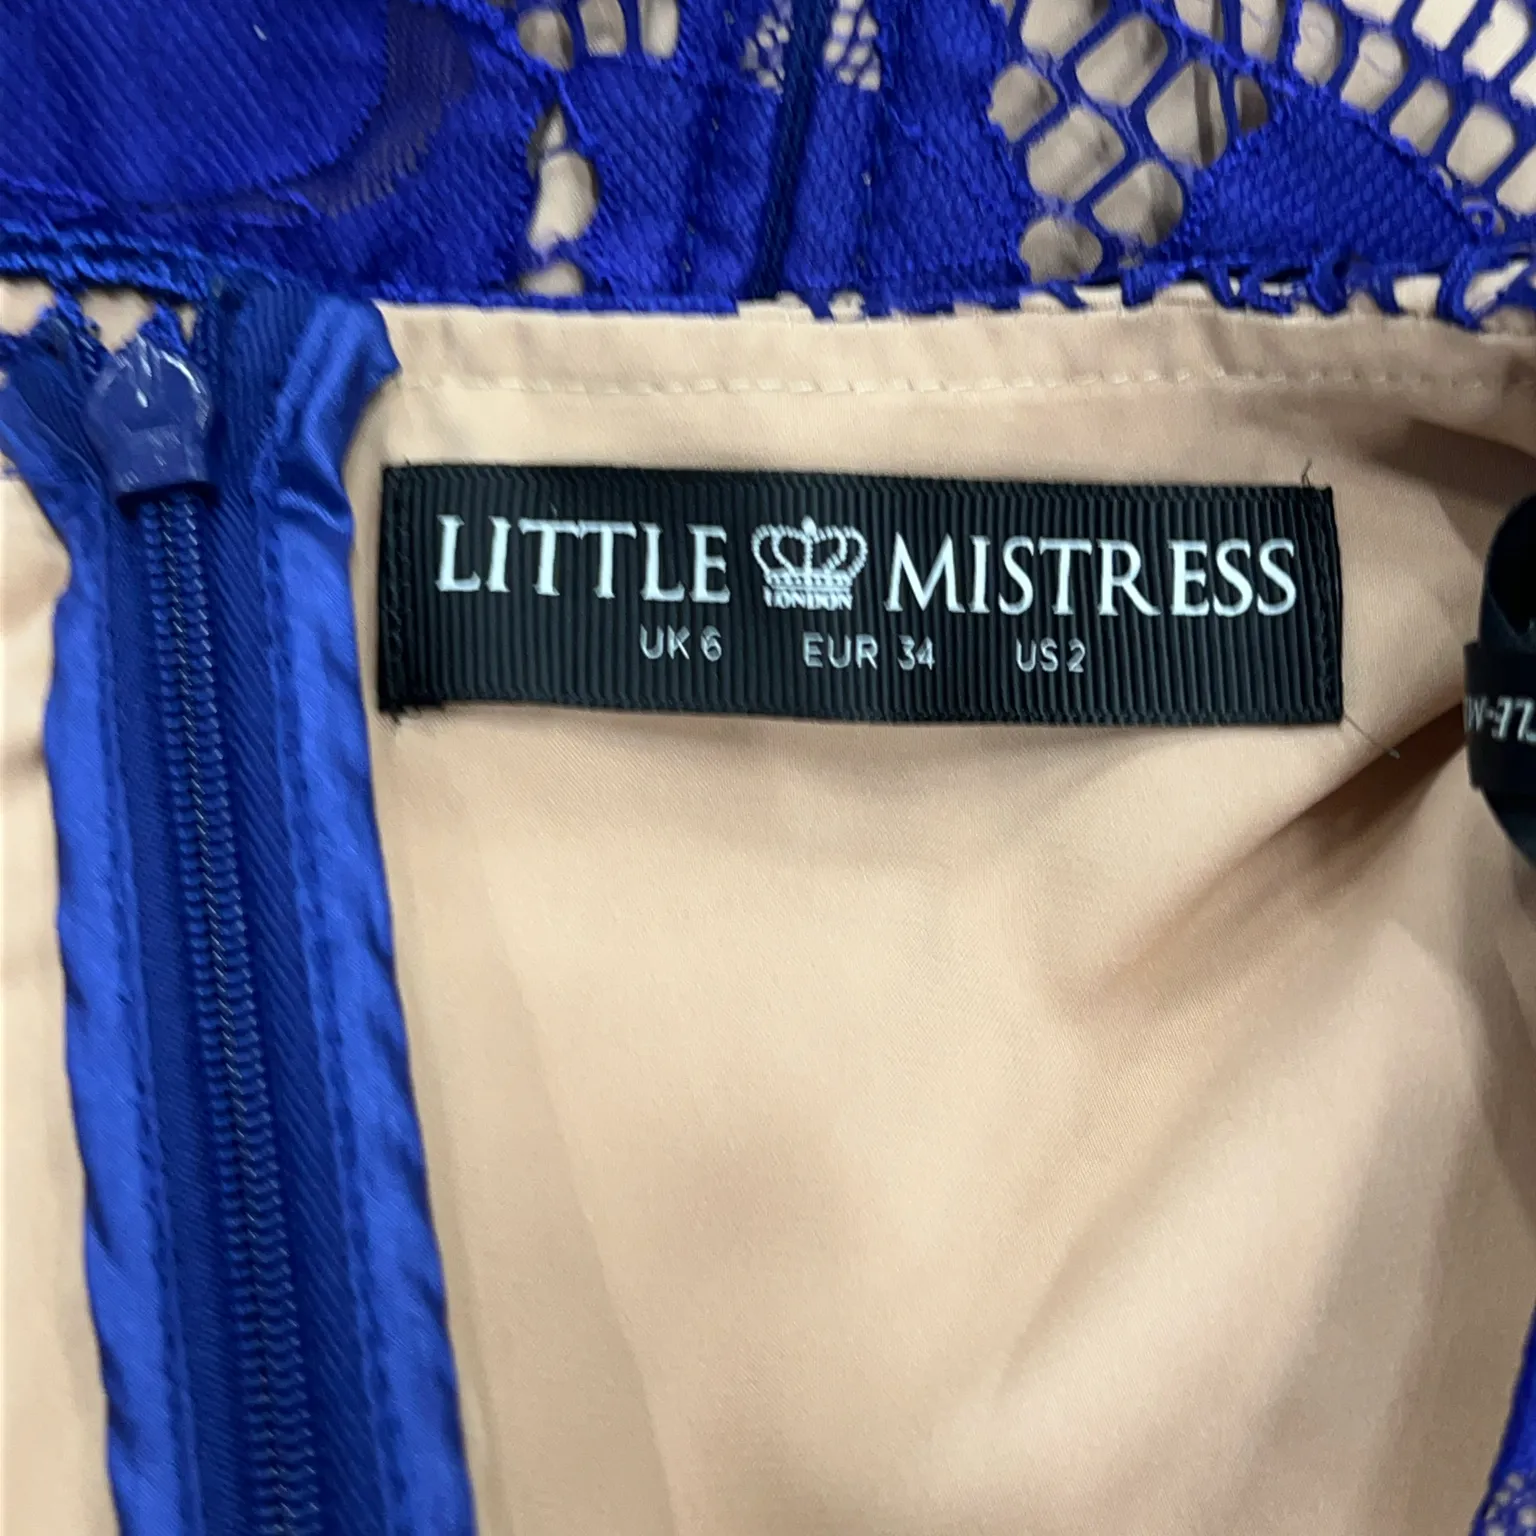 LITTLE MISTRESS
LONDON
UK 6 EUR 34 US 2